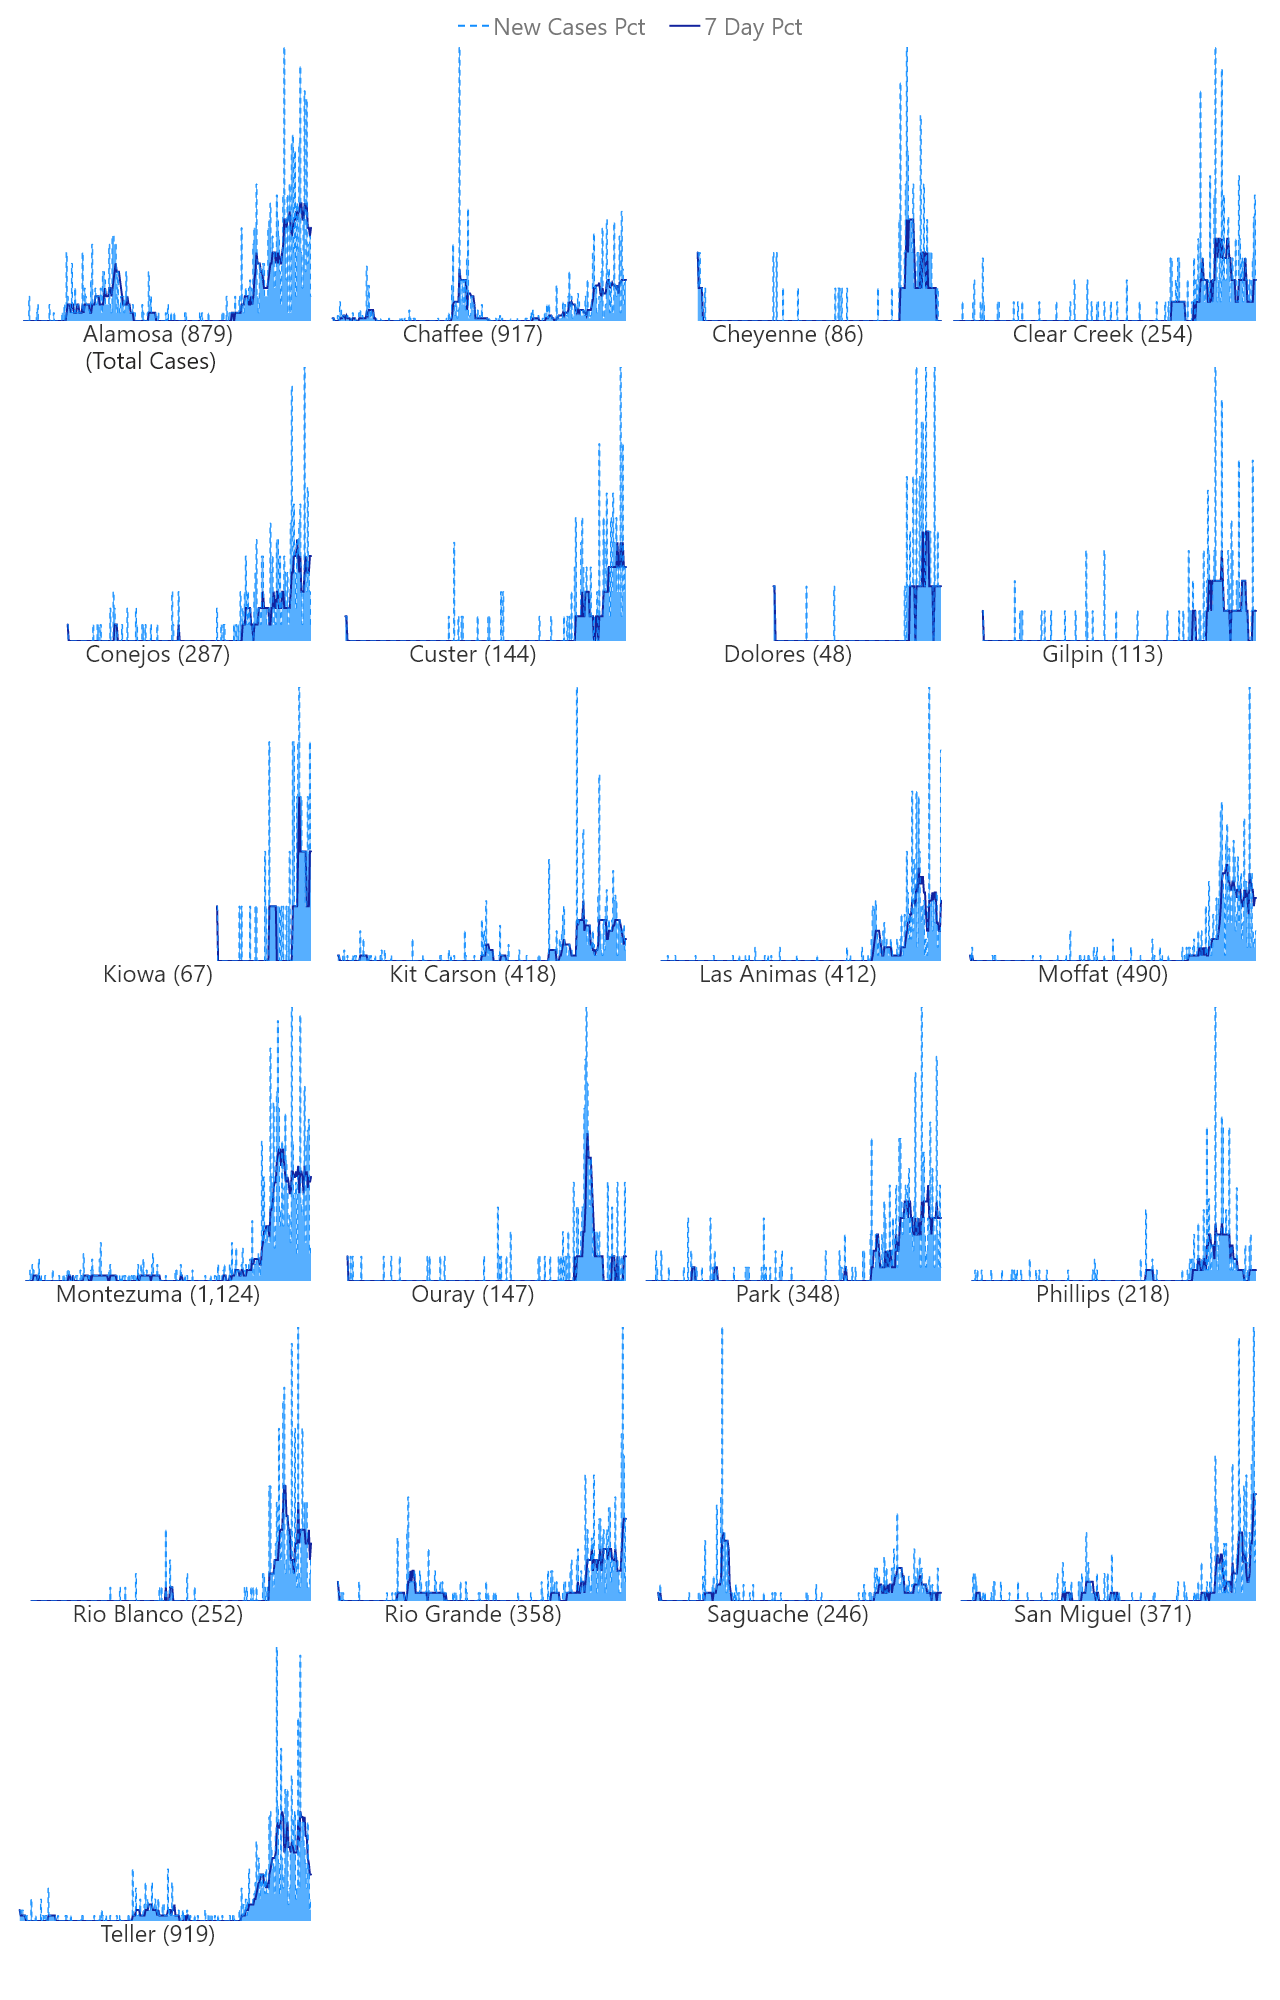 New Cases Pct 7 Day Pct
Alamosa (879) Chaffee (917) Cheyenne (86) Clear Creek (254)
(Total Cases)
Conejos (287) Custer (144) Dolores (48) Gilpin (113)
Kiowa (67) Kit Carson (418) Las Animas (412) Moffat (490)
Montezuma (1,124) Ouray (147) Park (348) Phillips (218)
Rio Blanco (252) Rio Grande (358) Saguache (246) San Miguel (371)
Teller (919)